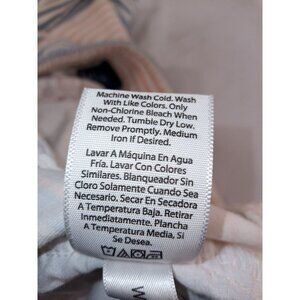 Machine Wash Cold. Wash
With Like Colors. Only
Non-Chlorine Bleach When
Needed. Tumble Dry Low.
Remove Promptly. Medium
Iron If Desired.
Lavar A Máquina En Agua
Fría. Lavar Con Colores
Similares. Blanqueador Sin
Cloro Solamente Cuando Sea
Necesario. Secar En Secadora
A Temperatura Baja. Retirar
Inmediatamente. Plancha
A Temperatura Media, Si
Se Desea.